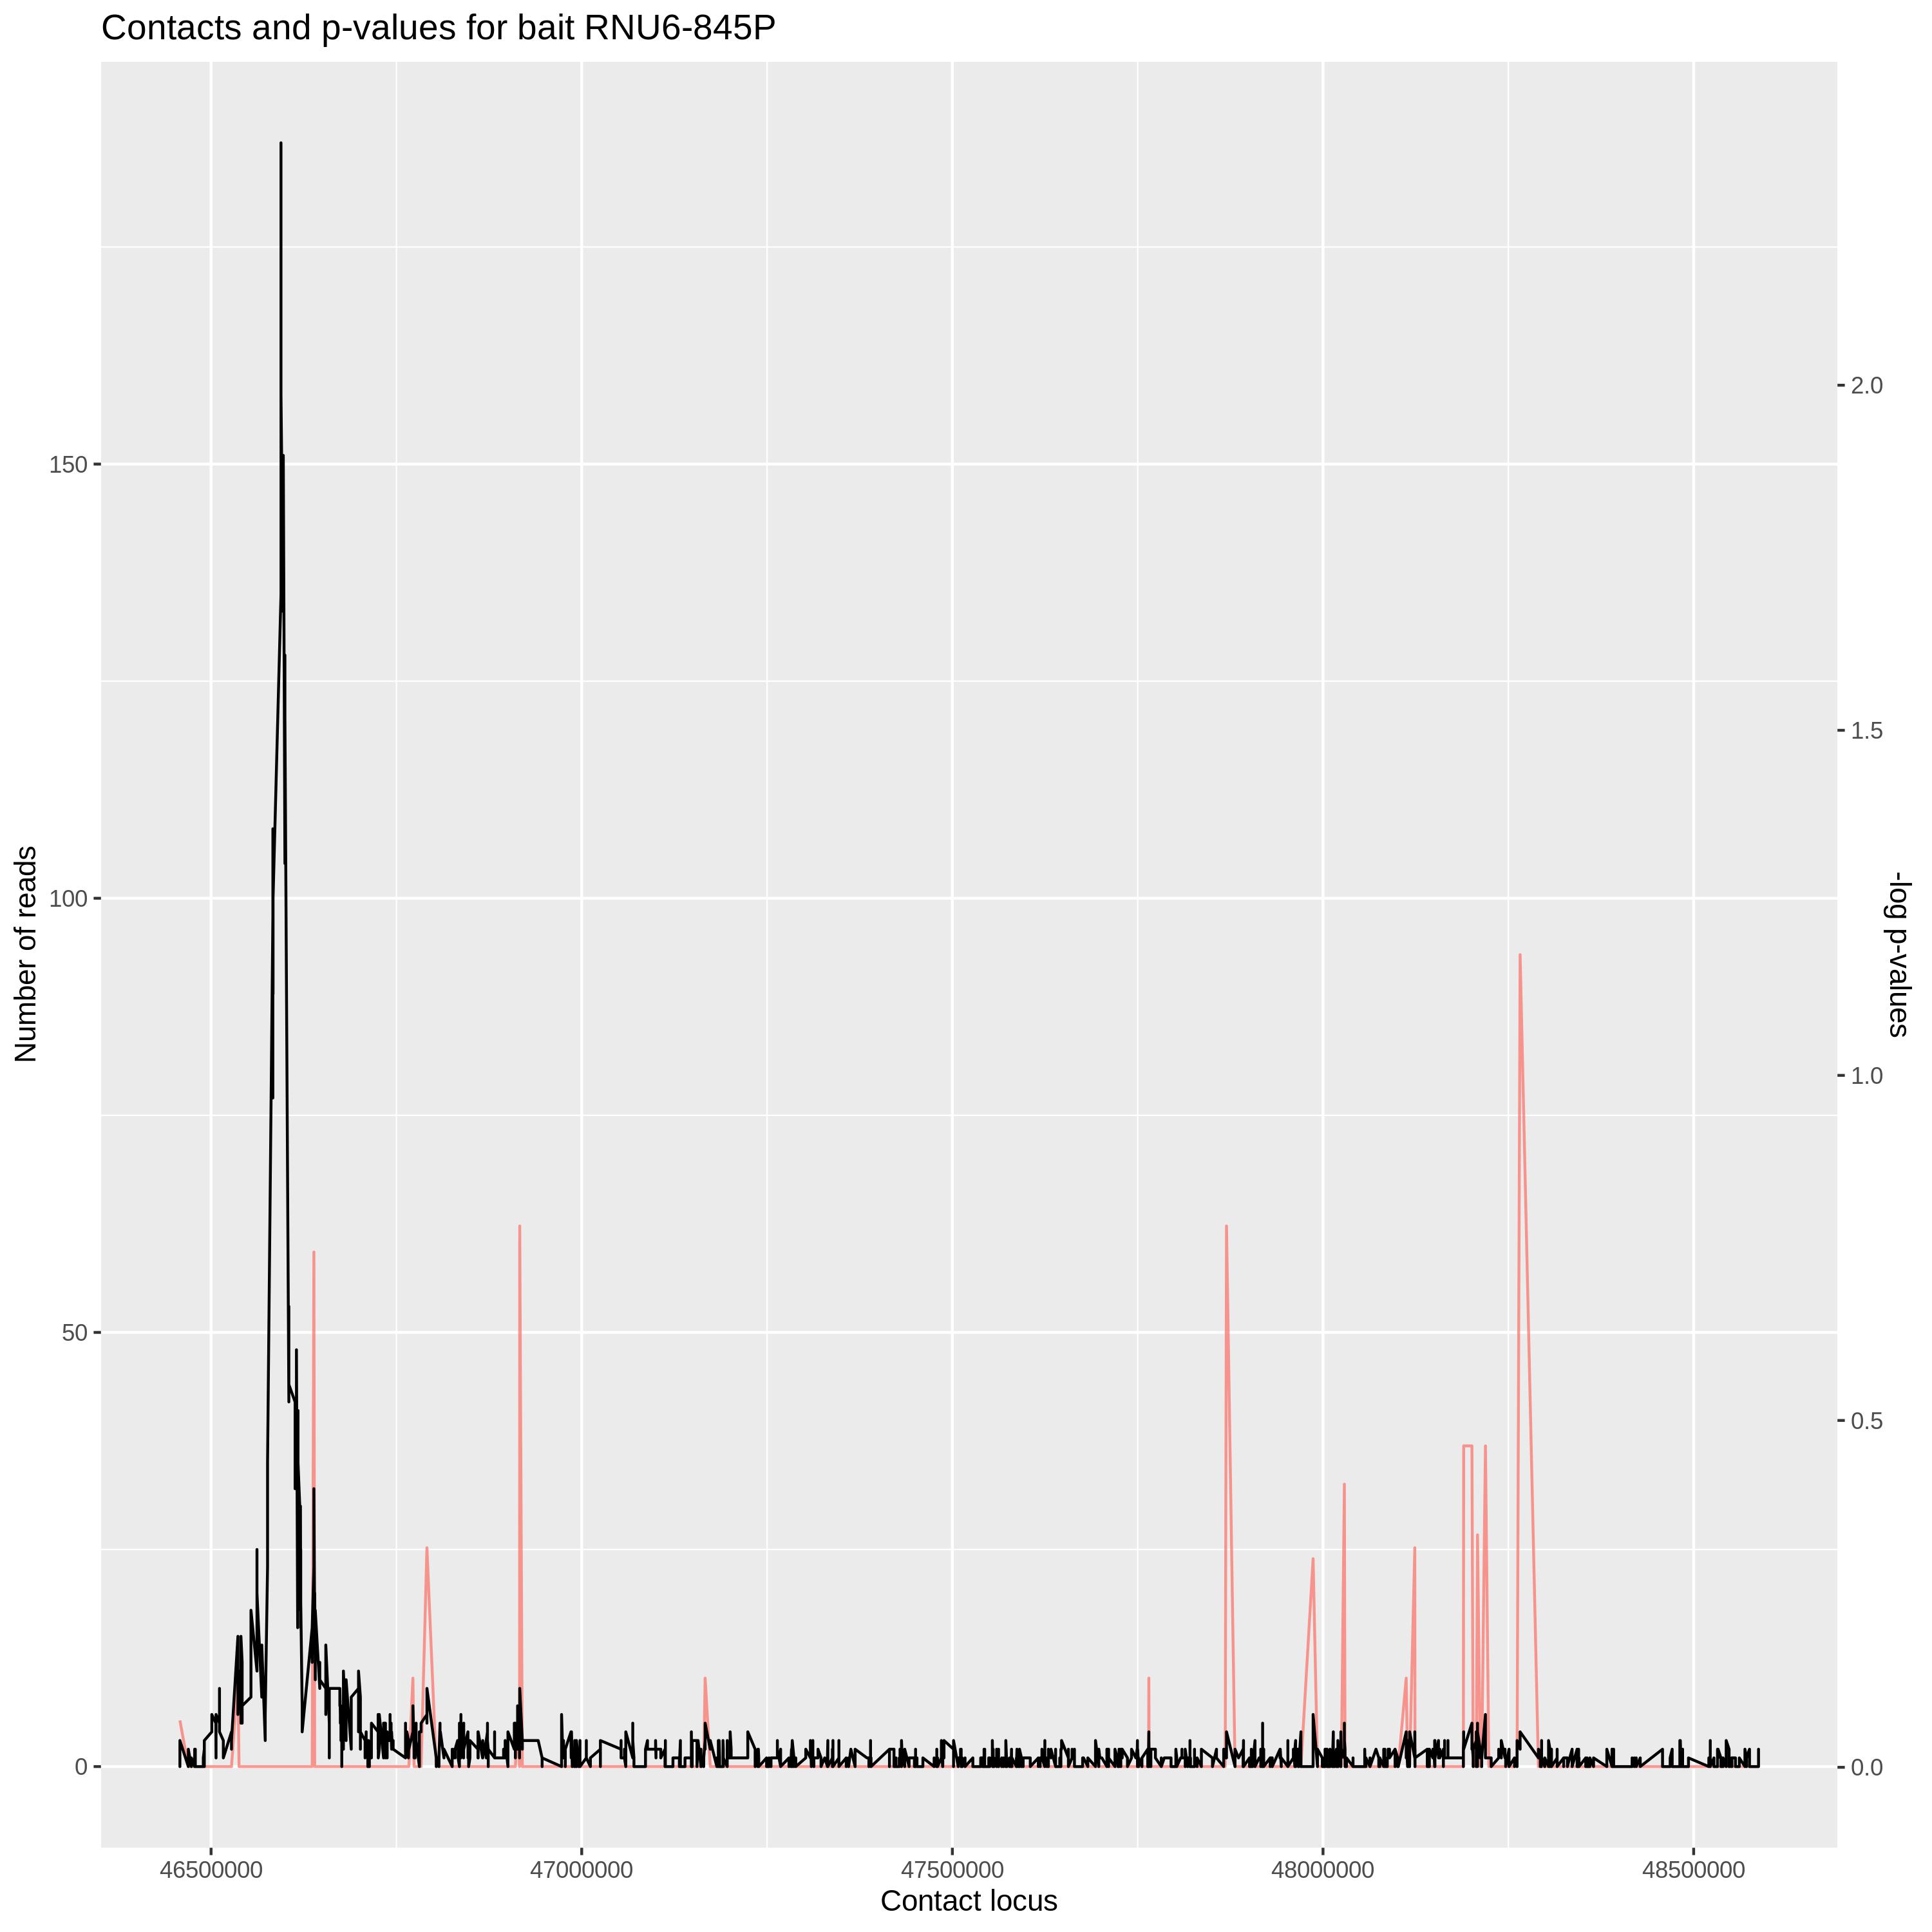 Contacts and p-values for bait RNU6-845P
Number of reads
150
100
50
0
2.0
1.5
1.0
0.5
0.0
-log p-values
46500000 47000000 47500000 48000000 48500000
Contact locus